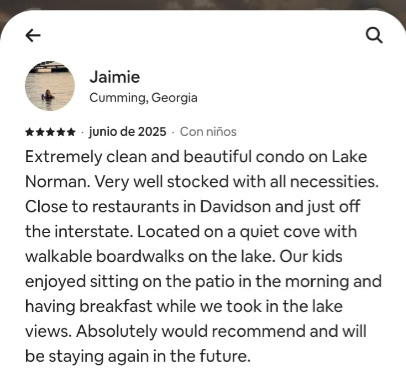 Jaimie
Cumming, Georgia
★★★★★ · junio de 2025 · Con niños
Extremely clean and beautiful condo on Lake
Norman. Very well stocked with all necessities.
Close to restaurants in Davidson and just off
the interstate. Located on a quiet cove with
walkable boardwalks on the lake. Our kids
enjoyed sitting on the patio in the morning and
having breakfast while we took in the lake
views. Absolutely would recommend and will
be staying again in the future.